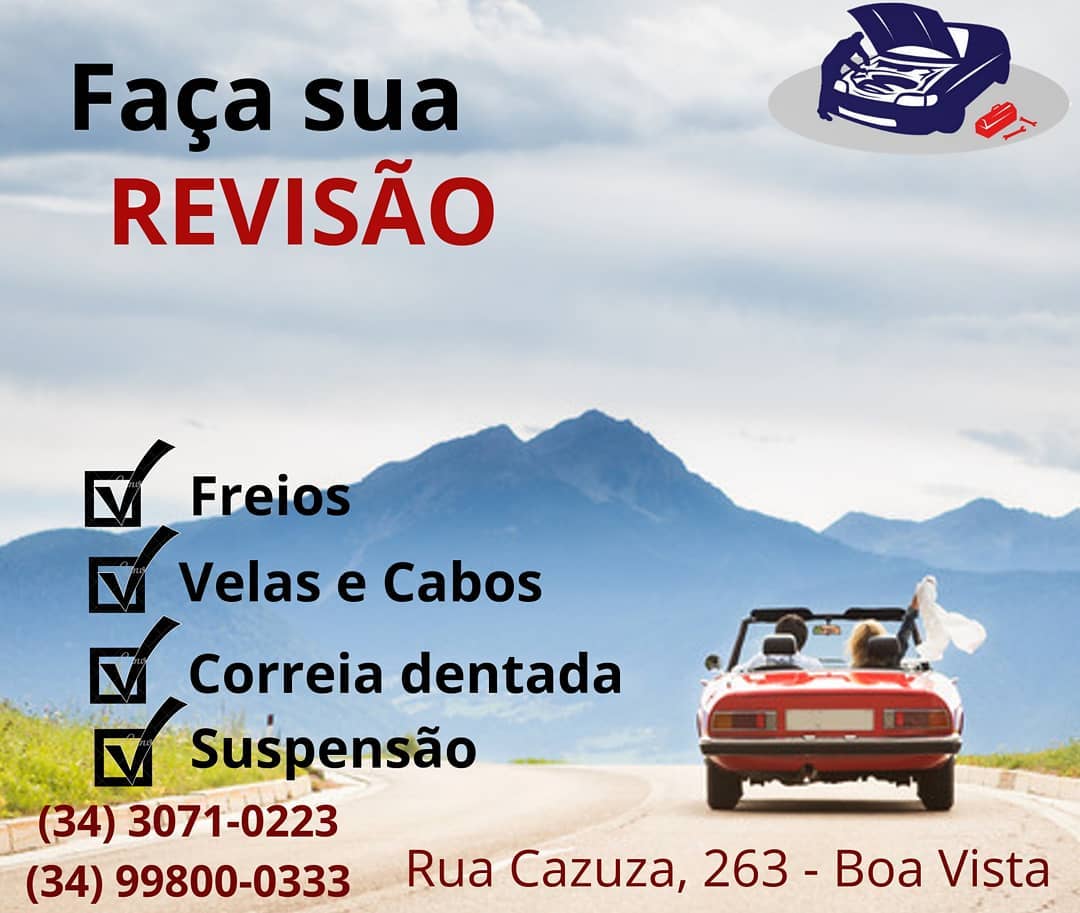 Faça sua
REVISÃO
Freios
Velas e Cabos
Correia dentada
Suspensão
(34) 3071-0223
(34) 99800-0333
Rua Cazuza, 263 - Boa Vista